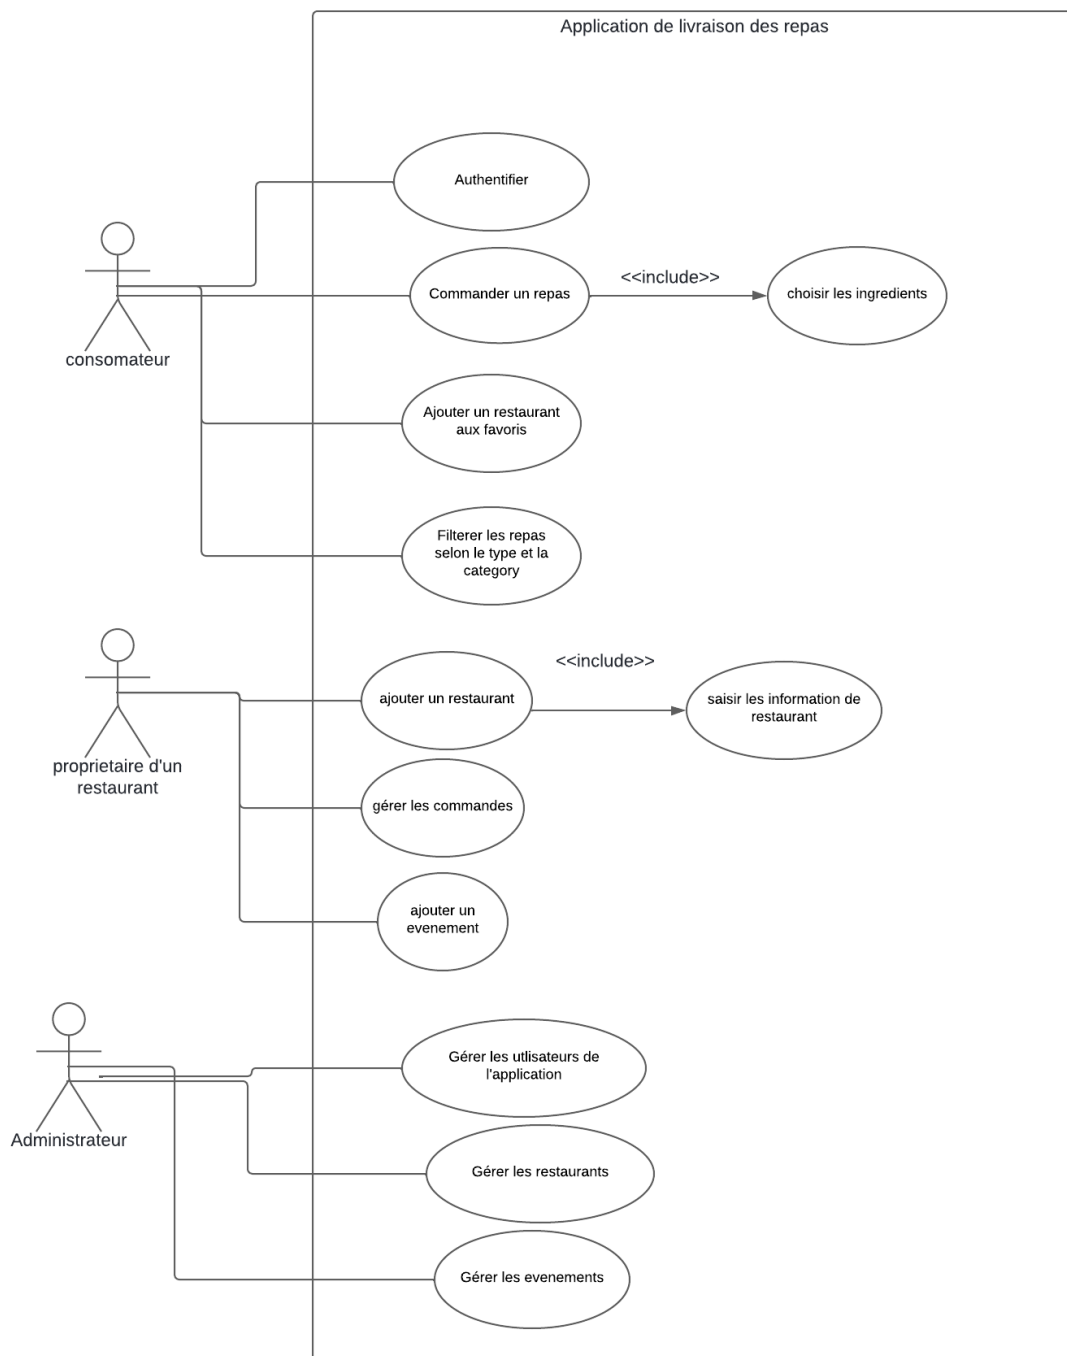 Application de livraison des repas
Authentifier
Commander un repas
<<include>>
choisir les ingredients
consomateur
Ajouter un restaurant
aux favoris
Filterer les repas
selon le type et la
category
proprietaire d'un
restaurant
ajouter un restaurant
<<include>>
saisir les information de
restaurant
gérer les commandes
ajouter un
evenement
Administrateur
Gérer les utlisateurs de
l'application
Gérer les restaurants
Gérer les evenements